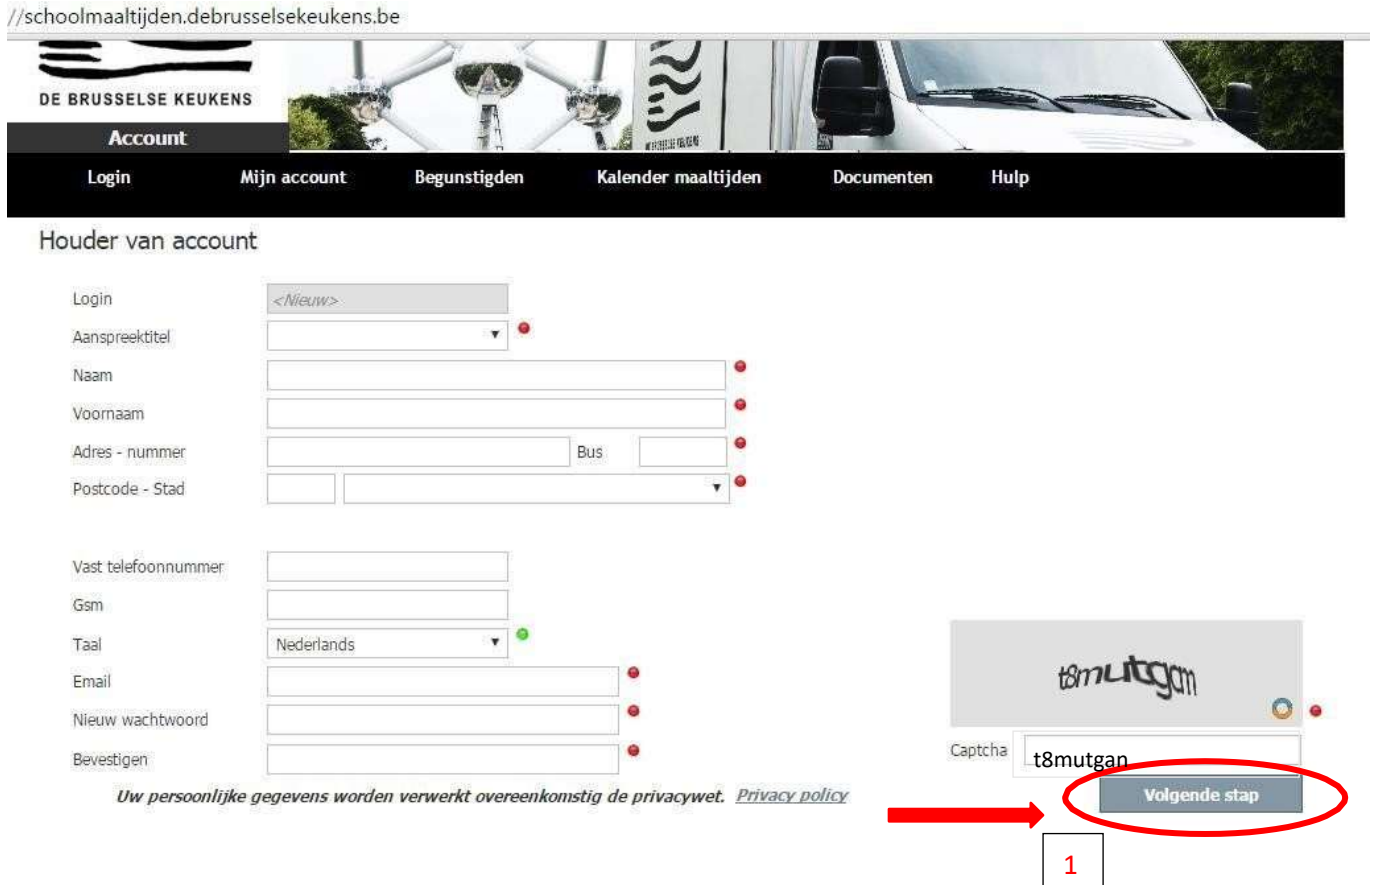 //schoolmaaltijden.debrusselsekeukens.be
DE BRUSSELSE KEUKENS
Account
Login Mijn account Begunstigden Kalender maaltijden Documenten Hulp
Houder van account
Login <Nieuw>
Aanspreektitel
Naam
Voornaam
Adres - nummer Bus
Postcode - Stad
Vast telefoonnummer
Gsm
Taal Nederlands
Email
Nieuw wachtwoord
Bevestigen
Captcha t8mutgan
Uw persoonlijke gegevens worden verwerkt overeenkomstig de privacywet. Privacy policy
Volgende stap
1